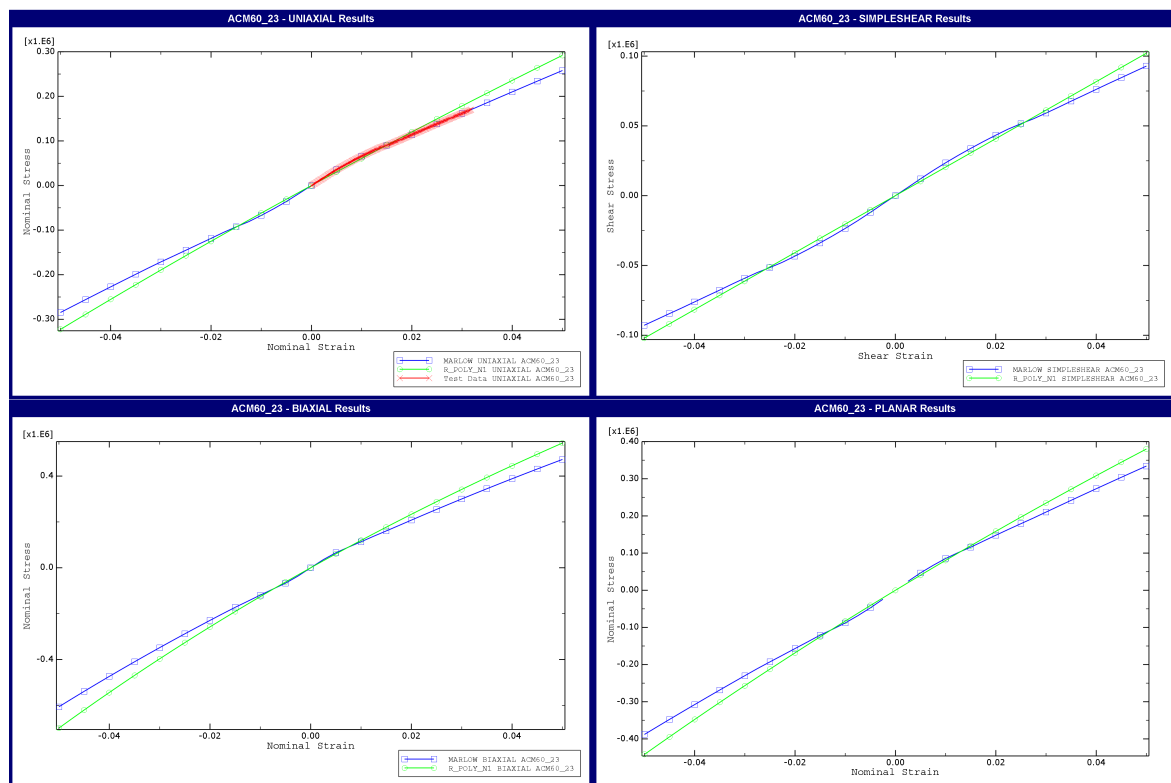 ACM60_23 - UNIAXIAL Results
[x1.E6]
0.30
0.20
0.10
0.00
-0.10
-0.20
-0.30
Nominal Stress
-0.04
-0.02
0.00
0.02
0.04
Nominal Strain
MARLOW UNIAXIAL ACM60_23
R_POLY_N1 UNIAXIAL ACM60_23
Test Data UNIAXIAL ACM60_23
ACM60_23 - SIMPLESHEAR Results
[x1.E6]
0.10
0.05
0.00
-0.05
-0.10
Shear Stress
-0.04
-0.02
0.00
0.02
0.04
Shear Strain
MARLOW SIMPLESHEAR ACM60_23
R_POLY_N1 SIMPLESHEAR ACM60_23
ACM60_23 - BIAXIAL Results
[x1.E6]
0.4
0.0
-0.4
Nominal Stress
-0.04
-0.02
0.00
0.02
0.04
Nominal Strain
MARLOW BIAXIAL ACM60_23
R_POLY_N1 BIAXIAL ACM60_23
ACM60_23 - PLANAR Results
[x1.E6]
0.40
0.30
0.20
0.10
0.00
-0.10
-0.20
-0.30
-0.40
Nominal Stress
-0.04
-0.02
0.00
0.02
0.04
Nominal Strain